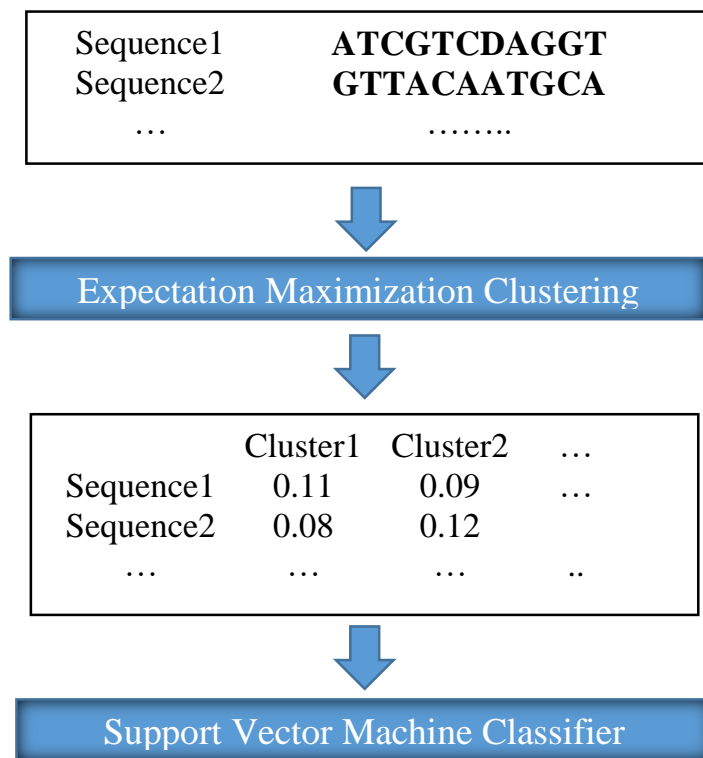 Sequence1 ATCGTCDAGGT
Sequence2 GTTACAATGCA
… ……..
Expectation Maximization Clustering
Cluster1 Cluster2 …
Sequence1 0.11 0.09 …
Sequence2 0.08 0.12
… … … ..
Support Vector Machine Classifier